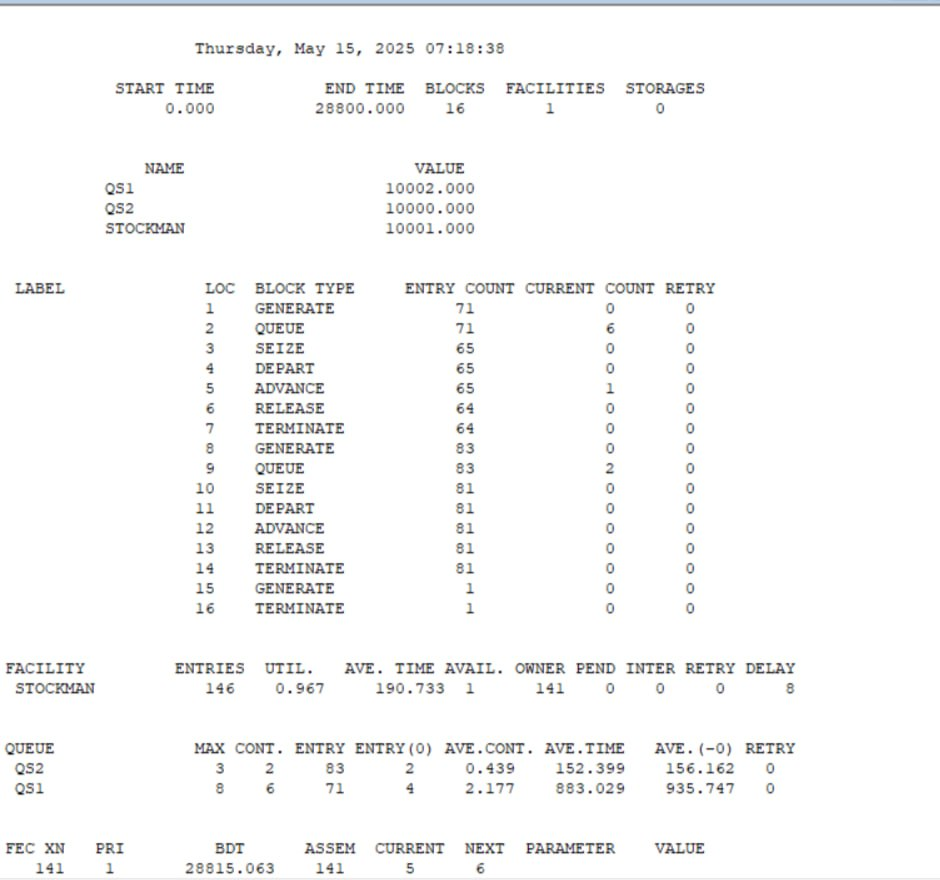 Thursday, May 15, 2025 07:18:38
START TIME END TIME BLOCKS FACILITIES STORAGES
0.000 28800.000 16 1 0
NAME VALUE
QS1 10002.000
QS2 10000.000
STOCKMAN 10001.000
LABEL LOC BLOCK TYPE ENTRY COUNT CURRENT COUNT RETRY
1 GENERATE 71 0 0
2 QUEUE 71 6 0
3 SEIZE 65 0 0
4 DEPART 65 0 0
5 ADVANCE 65 1 0
6 RELEASE 64 0 0
7 TERMINATE 64 0 0
8 GENERATE 83 0 0
9 QUEUE 83 2 0
10 SEIZE 81 0 0
11 DEPART 81 0 0
12 ADVANCE 81 0 0
13 RELEASE 81 0 0
14 TERMINATE 81 0 0
15 GENERATE 1 0 0
16 TERMINATE 1 0 0
FACILITY ENTRIES UTIL. AVE. TIME AVAIL. OWNER PEND INTER RETRY DELAY
STOCKMAN 146 0.967 190.733 1 141 0 0 0 8
QUEUE MAX CONT. ENTRY ENTRY(0) AVE.CONT. AVE.TIME AVE.(-0) RETRY
QS2 3 2 83 2 0.439 152.399 156.162 0
QS1 8 6 71 4 2.177 883.029 935.747 0
FEC XN PRI BDT ASSEM CURRENT NEXT PARAMETER VALUE
141 1 28815.063 141 5 6